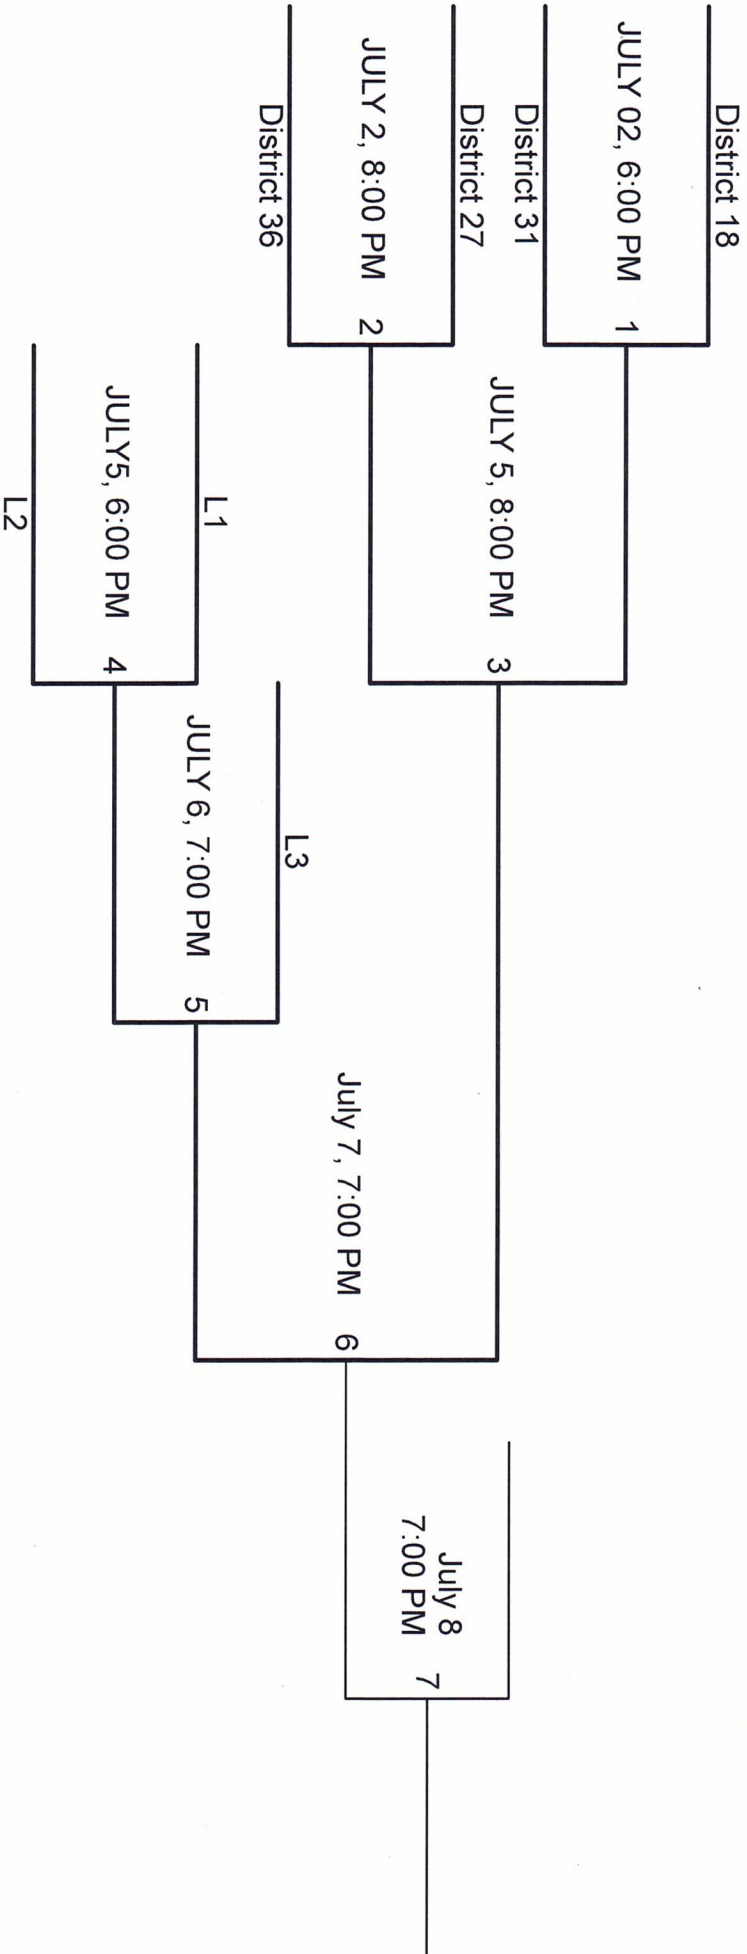 District 18
JULY 02, 6:00 PM 1
District 31
JULY 5, 8:00 PM 3
District 27
JULY 2, 8:00 PM 2
District 36
July 7, 7:00 PM 6
July 8
7:00 PM 7
L3
JULY 6, 7:00 PM 5
L1
JULY5, 6:00 PM 4
L2